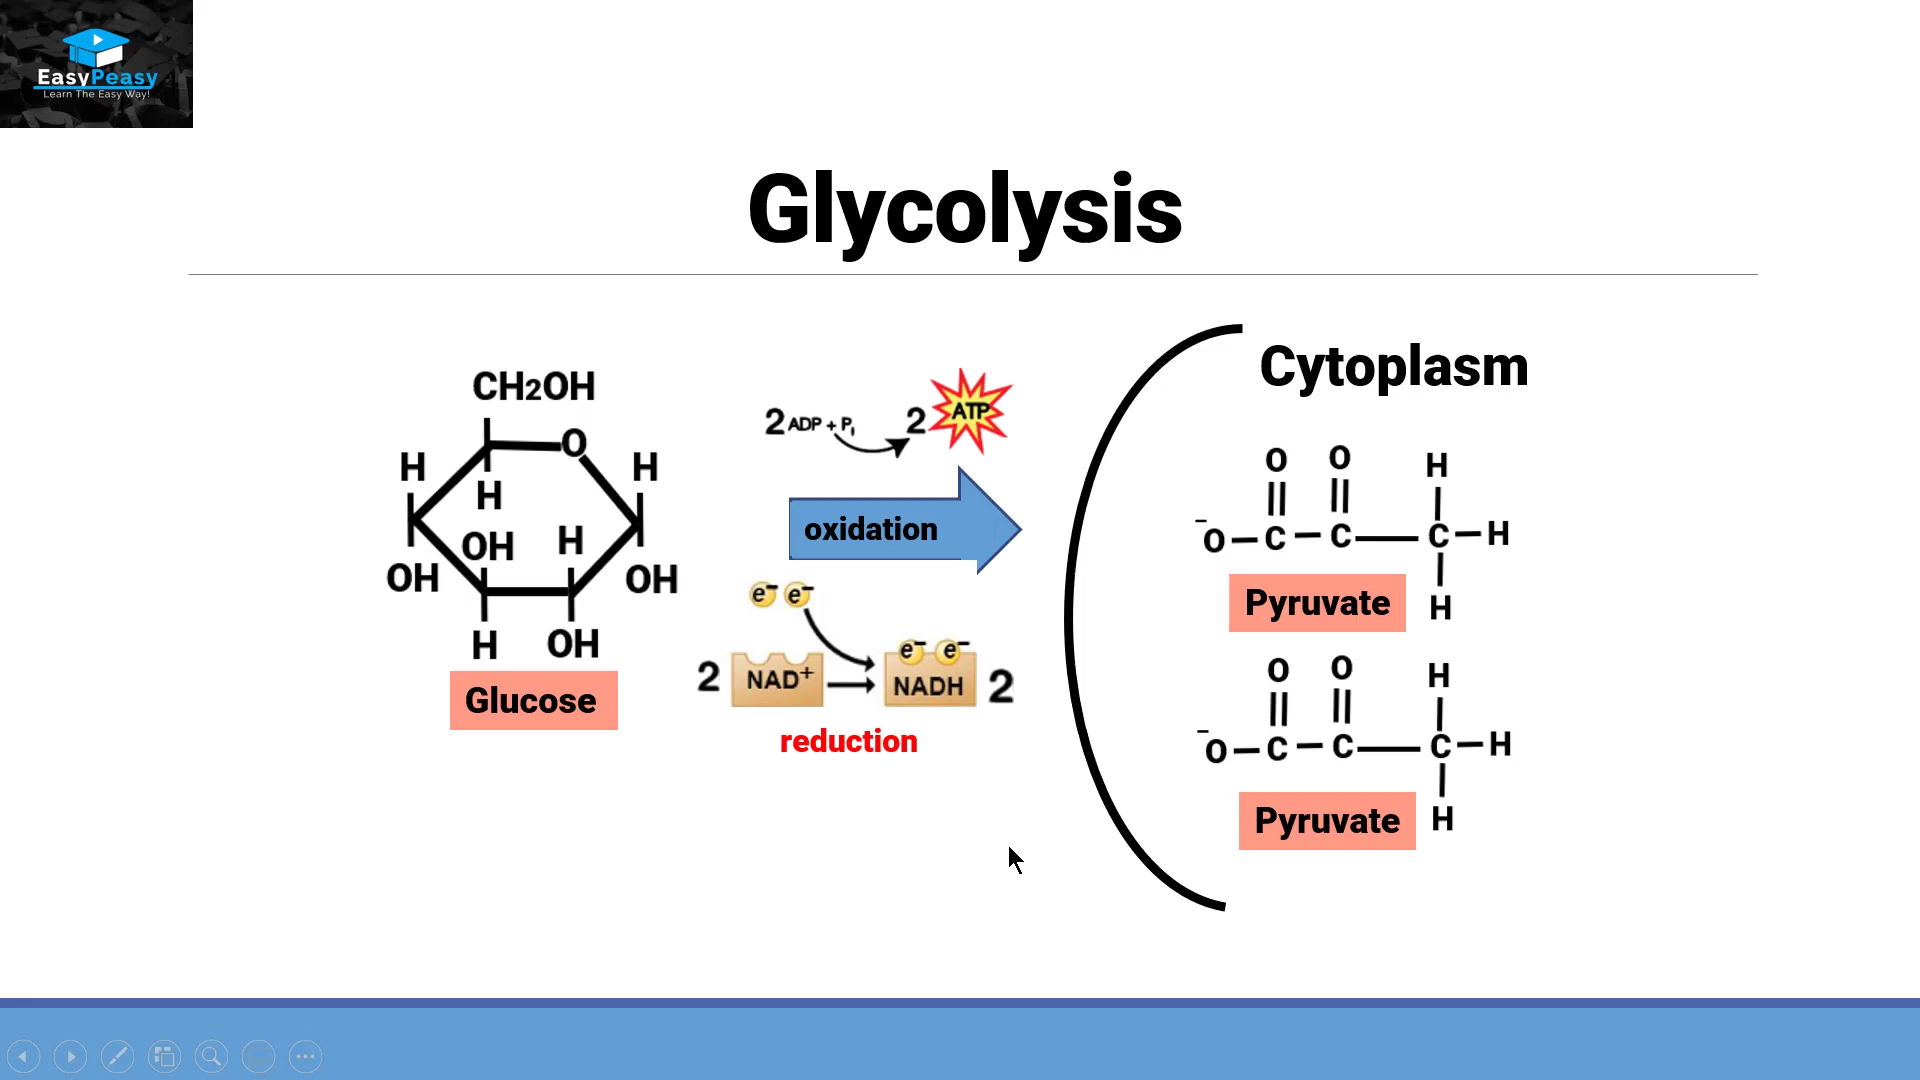 EasyPeasy
Learn The Easy Way!
Glycolysis
CH2OH
O
H
H
H
OH
H
OH
OH
H
OH
Glucose
2 ADP + Pi 2 ATP
oxidation
e- e-
e- e-
2 NAD+ NADH 2
reduction
Cytoplasm
O O H
-O C C C H
H
Pyruvate
O O H
-O C C C H
H
Pyruvate